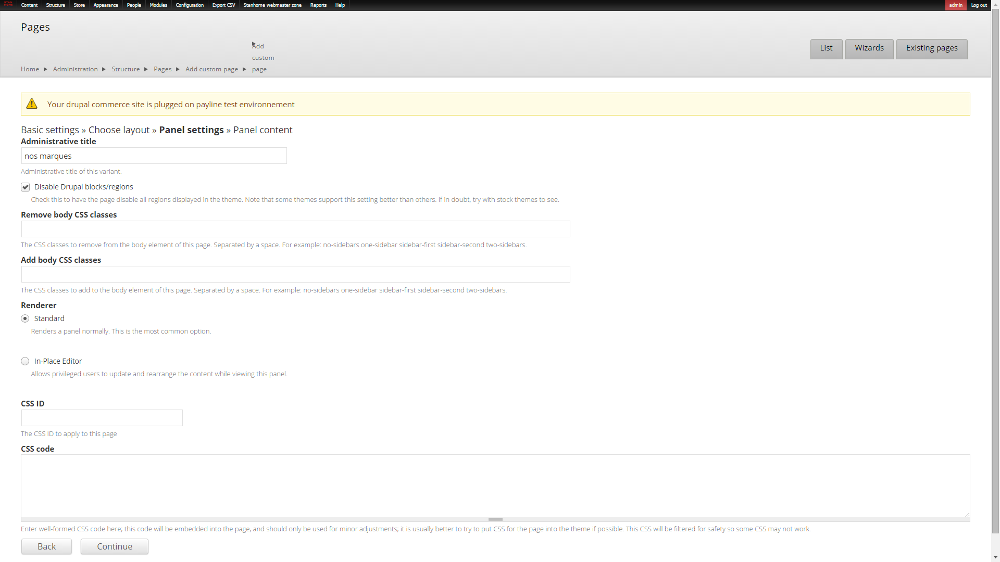 STAN HOME Content Structure Store Appearance People Modules Configuration Export CSV Stanhome webmaster zone Reports Help admin Log out
Pages
List Wizards Existing pages
Home Administration Structure Pages Add custom page Add custom page
Your drupal commerce site is plugged on payline test environnement
Basic settings » Choose layout » Panel settings » Panel content
Administrative title
nos marques
Administrative title of this variant.
Disable Drupal blocks/regions
Check this to have the page disable all regions displayed in the theme. Note that some themes support this setting better than others. If in doubt, try with stock themes to see.
Remove body CSS classes
The CSS classes to remove from the body element of this page. Separated by a space. For example: no-sidebars one-sidebar sidebar-first sidebar-second two-sidebars.
Add body CSS classes
The CSS classes to add to the body element of this page. Separated by a space. For example: no-sidebars one-sidebar sidebar-first sidebar-second two-sidebars.
Renderer
Standard
Renders a panel normally. This is the most common option.
In-Place Editor
Allows privileged users to update and rearrange the content while viewing this panel.
CSS ID
The CSS ID to apply to this page
CSS code
Enter well-formed CSS code here; this code will be embedded into the page, and should only be used for minor adjustments; it is usually better to try to put CSS for the page into the theme if possible. This CSS will be filtered for safety so some CSS may not work.
Back Continue